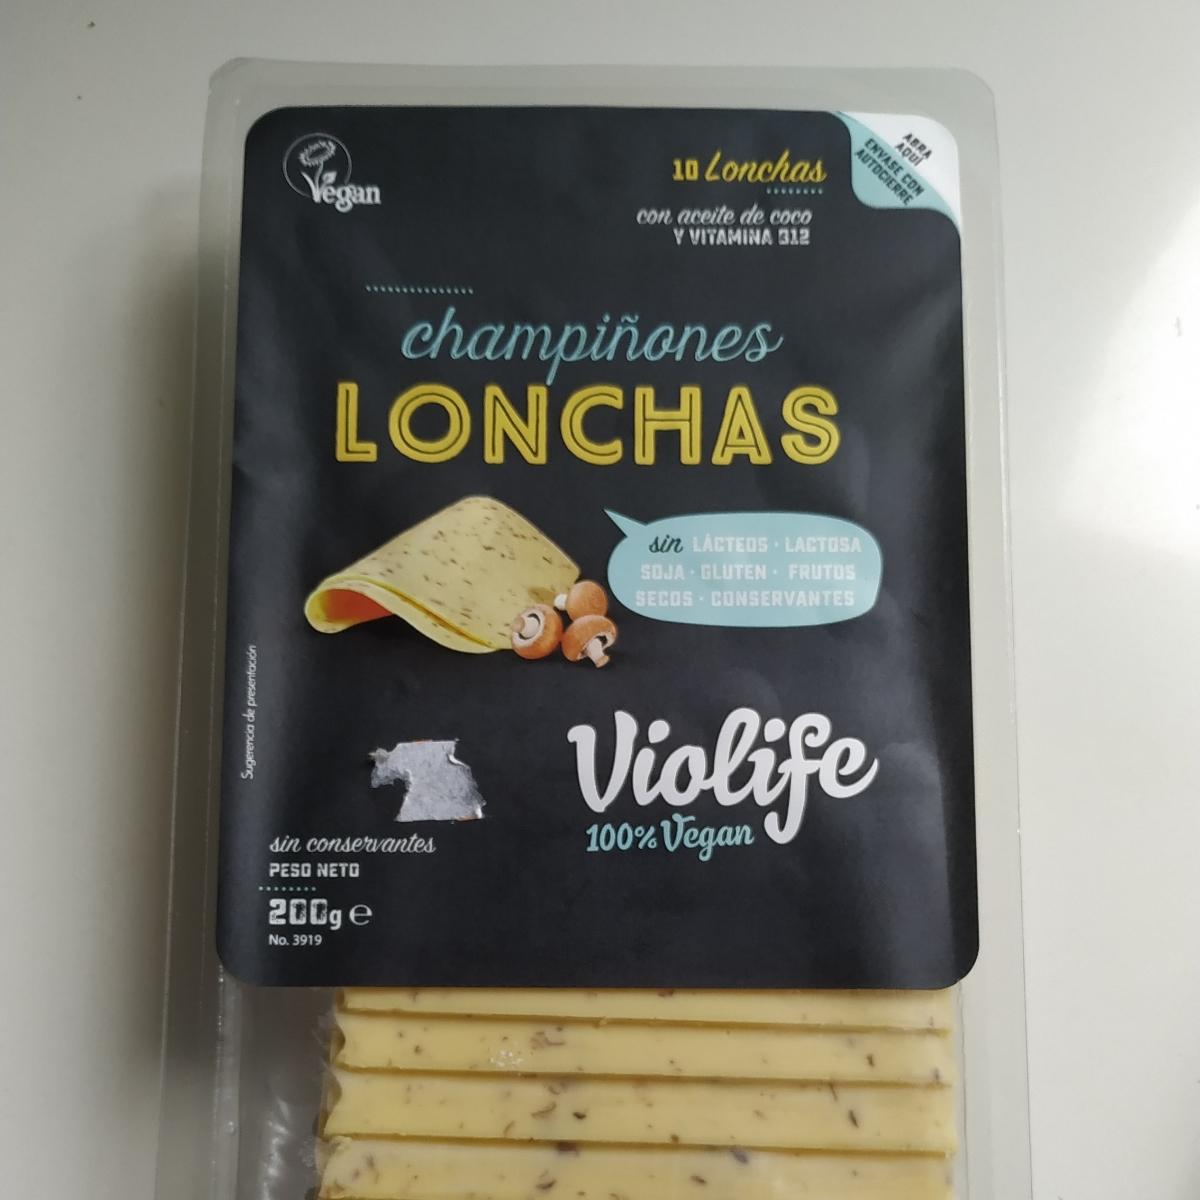 Vegan
10 Lonchas
con aceite de coco
Y VITAMINA B12
ABRA
AQUÍ
ENVASE CON
AUTOCIERRE
champiñones
LONCHAS
sin LÁCTEOS · LACTOSA
SOJA · GLUTEN · FRUTOS
SECOS · CONSERVANTES
Sugerencia de presentación
Violife
100% Vegan
sin conservantes
PESO NETO
200g e
No. 3919